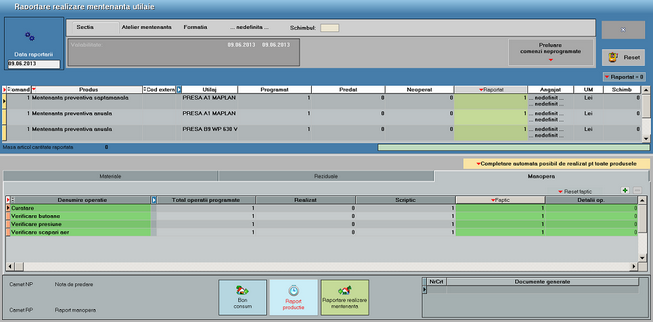 Raportare realizare mentenanta utilaje
Data raportarii
09.06.2013
Sectia Atelier mentenanta Formatia ... nedefinita ... Schimbul:
Valabilitate 09.06.2013 09.06.2013
Preluare
comenzi neprogramate
Reset
Raportat = 0
Comand Produs Cod extern Utilaj Programat Predat Neoperat Raportat Angajat UM Schimb
1 Mentenanta preventiva saptamanala PRESA A1 MAPLAN 1 0 0 1 ... nedefinit ... Lei 0
... nedefinit ...
1 Mentenanta preventiva anuala PRESA A1 MAPLAN 1 0 0 1 ... nedefinit ... Lei 0
... nedefinit ...
1 Mentenanta preventiva anuala PRESA B9 WP 630 V 1 0 0 1 ... nedefinit ... Lei 0
... nedefinit ...
Masa articol cantitate raportata 0
Completare automata posibil de realizat pt toate produsele
Materiale Reziduale Manopera
Reset faptic
Denumire operatie Total operatii programate Realizat Scriptic Faptic Detalii op.
Curatare 1 0 1 1 0
Verificare butoane 1 0 1 1 0
Verificare presiune 1 0 1 1 0
Verificare scapari aer 1 0 1 1 0
Carnet NP Nota de predare
Carnet RP Raport manopera
Bon
consum
Raport
productie
Raportare realizare
mentenanta
NrCrt Documente generate